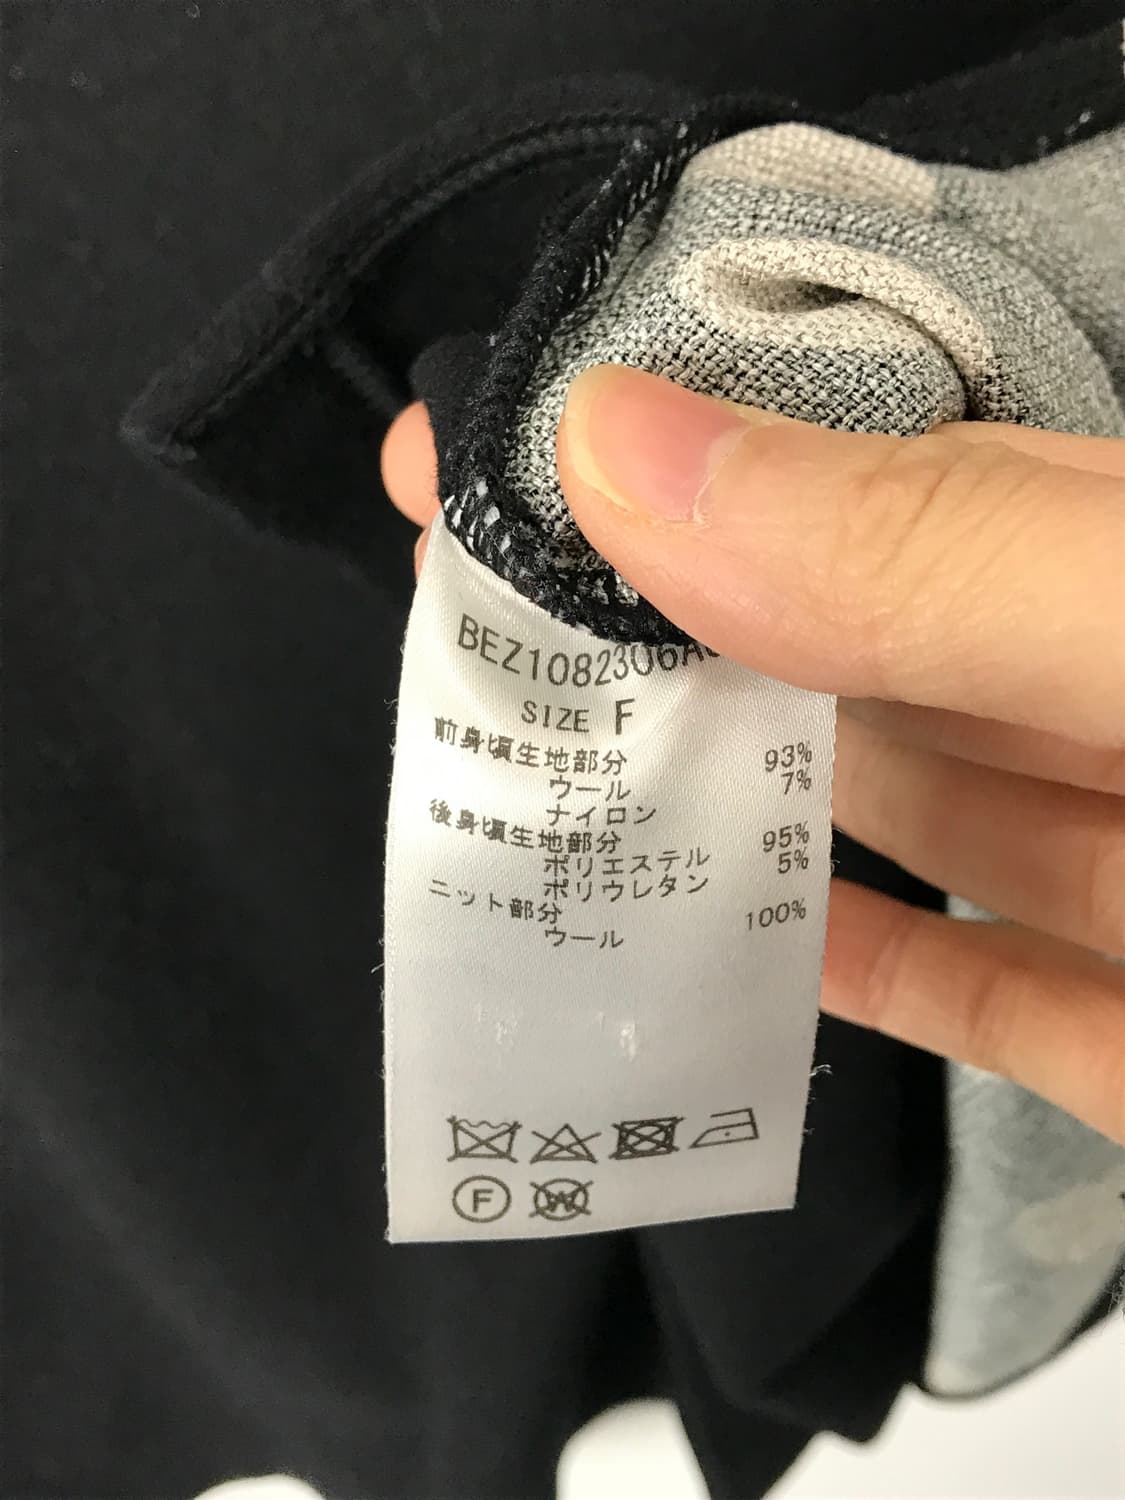 BEZ1082306A
SIZE F
前身頃生地部分
ウール 93%
ナイロン 7%
後身頃生地部分
ポリエステル 95%
ポリウレタン 5%
ニット部分
ウール 100%
F W